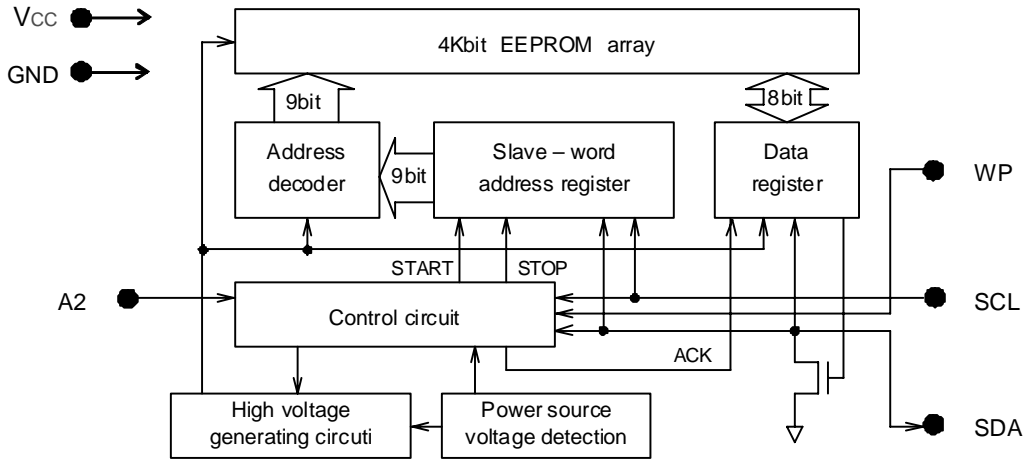 VCC
GND
4Kbit EEPROM array
9bit
8bit
Address
decoder
9bit
Slave – word
address register
Data
register
WP
START
STOP
A2
Control circuit
SCL
ACK
High voltage
generating circuti
Power source
voltage detection
SDA